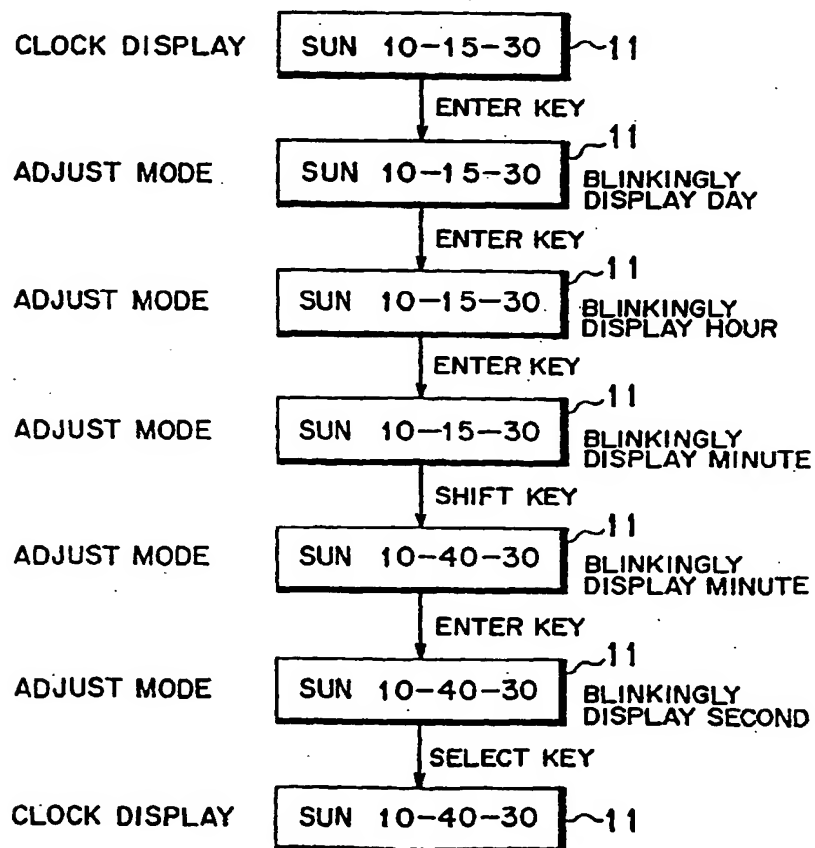 CLOCK DISPLAY SUN 10-15-30 11
ENTER KEY
ADJUST MODE SUN 10-15-30 11
BLINKINGLY
DISPLAY DAY
ENTER KEY
ADJUST MODE SUN 10-15-30 11
BLINKINGLY
DISPLAY HOUR
ENTER KEY
ADJUST MODE SUN 10-15-30 11
BLINKINGLY
DISPLAY MINUTE
SHIFT KEY
ADJUST MODE SUN 10-40-30 11
BLINKINGLY
DISPLAY MINUTE
ENTER KEY
ADJUST MODE SUN 10-40-30 11
BLINKINGLY
DISPLAY SECOND
SELECT KEY
CLOCK DISPLAY SUN 10-40-30 11